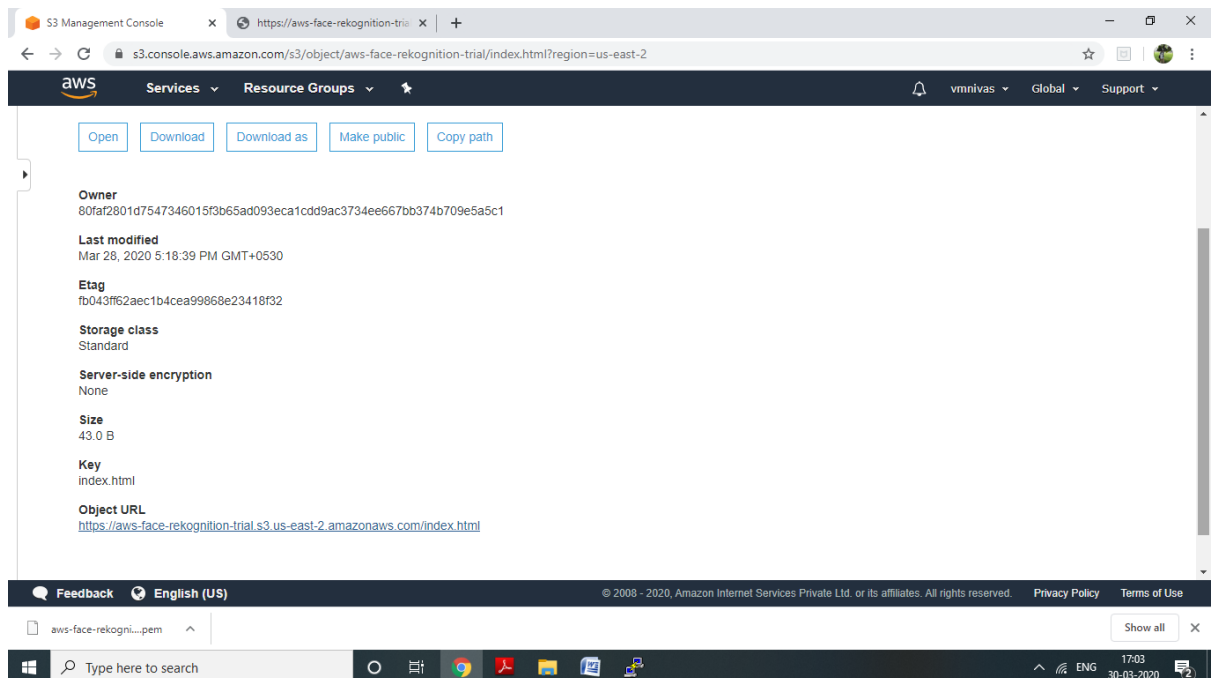 S3 Management Console
https://aws-face-rekognition-tria
s3.console.aws.amazon.com/s3/object/aws-face-rekognition-trial/index.html?region=us-east-2
aws Services Resource Groups vmnivas Global Support
Open Download Download as Make public Copy path
Owner
80faf2801d7547346015f3b65ad093eca1cdd9ac3734ee667bb374b709e5a5c1
Last modified
Mar 28, 2020 5:18:39 PM GMT+0530
Etag
fb043ff62aec1b4cea99868e23418f32
Storage class
Standard
Server-side encryption
None
Size
43.0 B
Key
index.html
Object URL
https://aws-face-rekognition-trial.s3.us-east-2.amazonaws.com/index.html
Feedback English (US) © 2008 - 2020, Amazon Internet Services Private Ltd. or its affiliates. All rights reserved. Privacy Policy Terms of Use
aws-face-rekogni....pem Show all
Type here to search ENG 17:03
30-03-2020 2